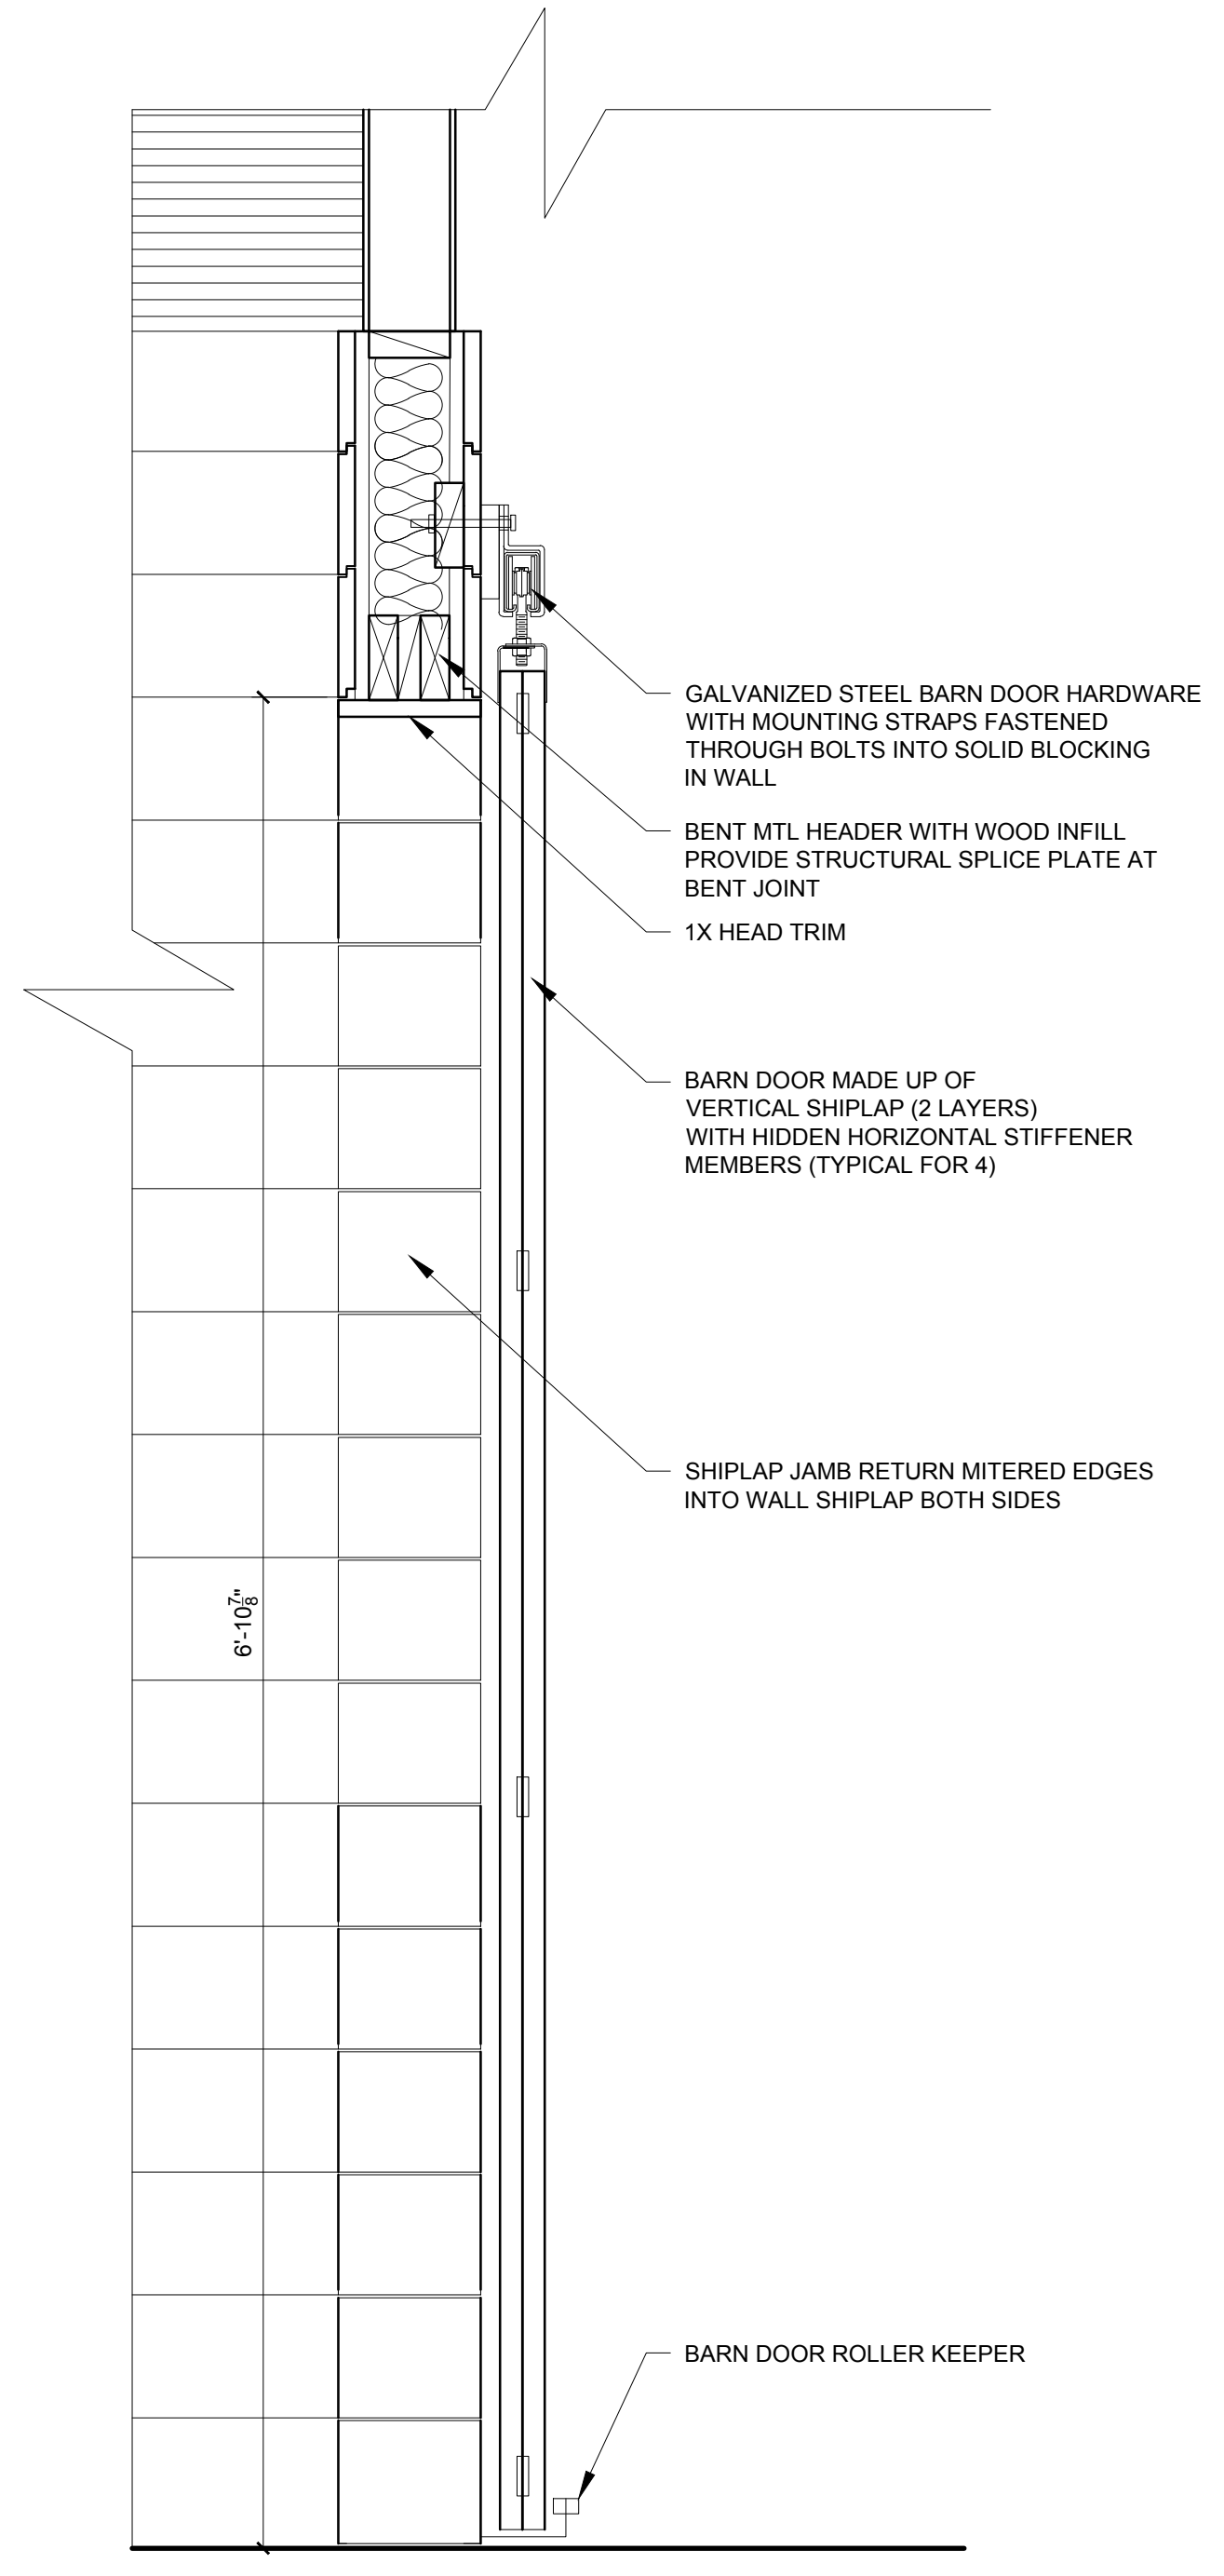 GALVANIZED STEEL BARN DOOR HARDWARE
WITH MOUNTING STRAPS FASTENED
THROUGH BOLTS INTO SOLID BLOCKING
IN WALL
BENT MTL HEADER WITH WOOD INFILL
PROVIDE STRUCTURAL SPLICE PLATE AT
BENT JOINT
1X HEAD TRIM
BARN DOOR MADE UP OF
VERTICAL SHIPLAP (2 LAYERS)
WITH HIDDEN HORIZONTAL STIFFENER
MEMBERS (TYPICAL FOR 4)
SHIPLAP JAMB RETURN MITERED EDGES
INTO WALL SHIPLAP BOTH SIDES
6'-10⅞"
BARN DOOR ROLLER KEEPER